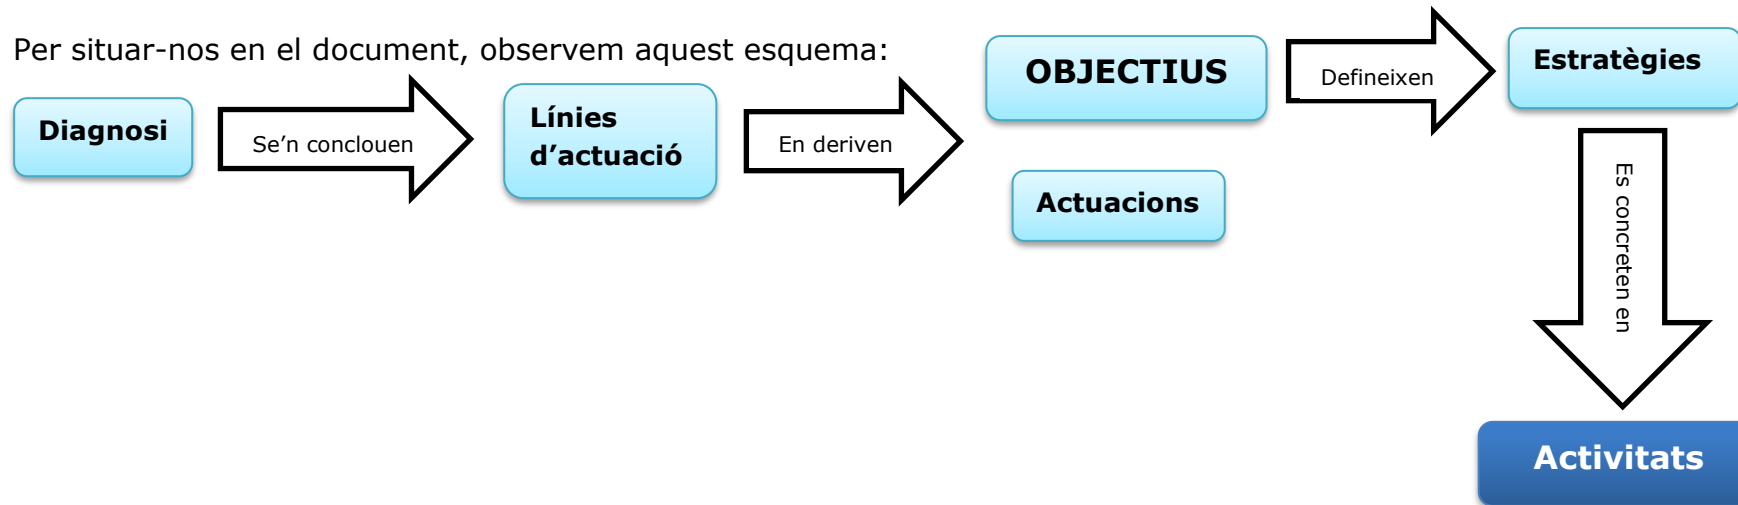 Per situar-nos en el document, observem aquest esquema:
Diagnosi
Se’n conclouen
Línies
d’actuació
En deriven
OBJECTIUS
Actuacions
Defineixen
Estratègies
Es concreten en
Activitats